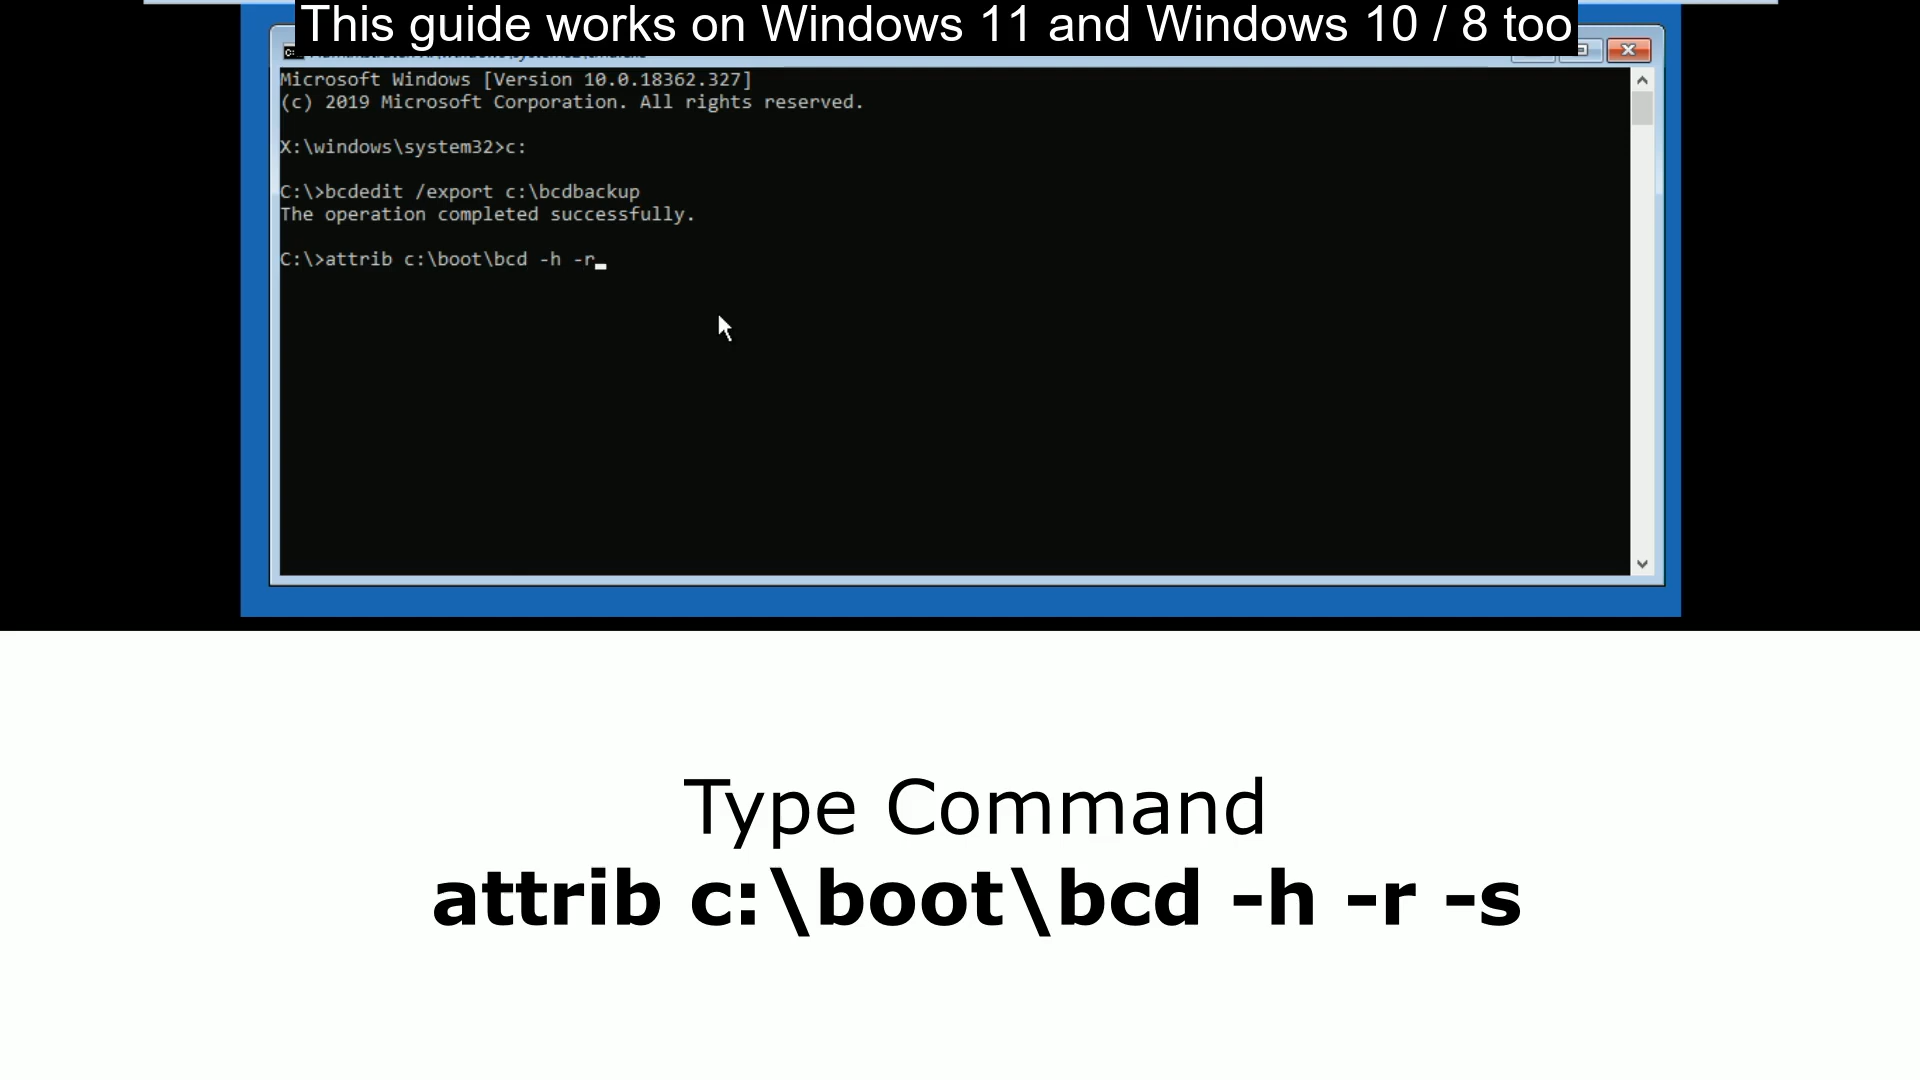 This guide works on Windows 11 and Windows 10 / 8 too
Microsoft Windows [Version 10.0.18362.327]
(c) 2019 Microsoft Corporation. All rights reserved.
X:\windows\system32>c:
C:\>bcdedit /export c:\bcdbackup
The operation completed successfully.
C:\>attrib c:\boot\bcd -h -r
Type Command
attrib c:\boot\bcd -h -r -s